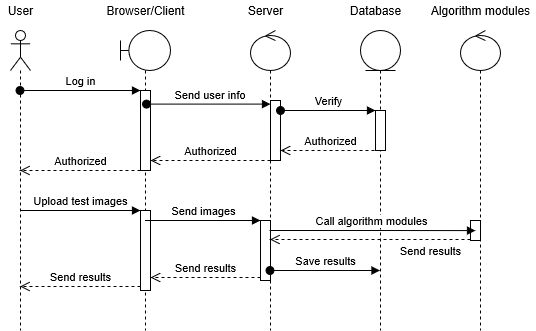 User Browser/Client Server Database Algorithm modules
Log in
Send user info
Verify
Authorized
Authorized
Authorized
Upload test images
Send images
Call algorithm modules
Send results
Save results
Send results
Send results